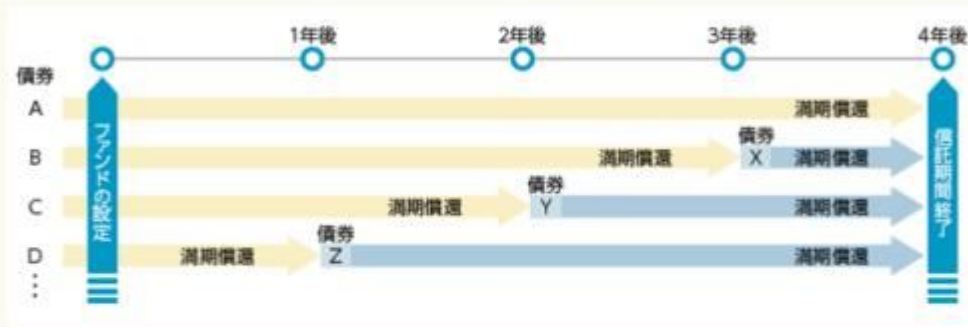 1年後 2年後 3年後 4年後
債券
A 満期償還
債券
B 満期償還 X 満期償還
債券
C 満期償還 Y 満期償還
債券
D 満期償還 Z 満期償還
⋮
ファンドの設定
信託期間終了